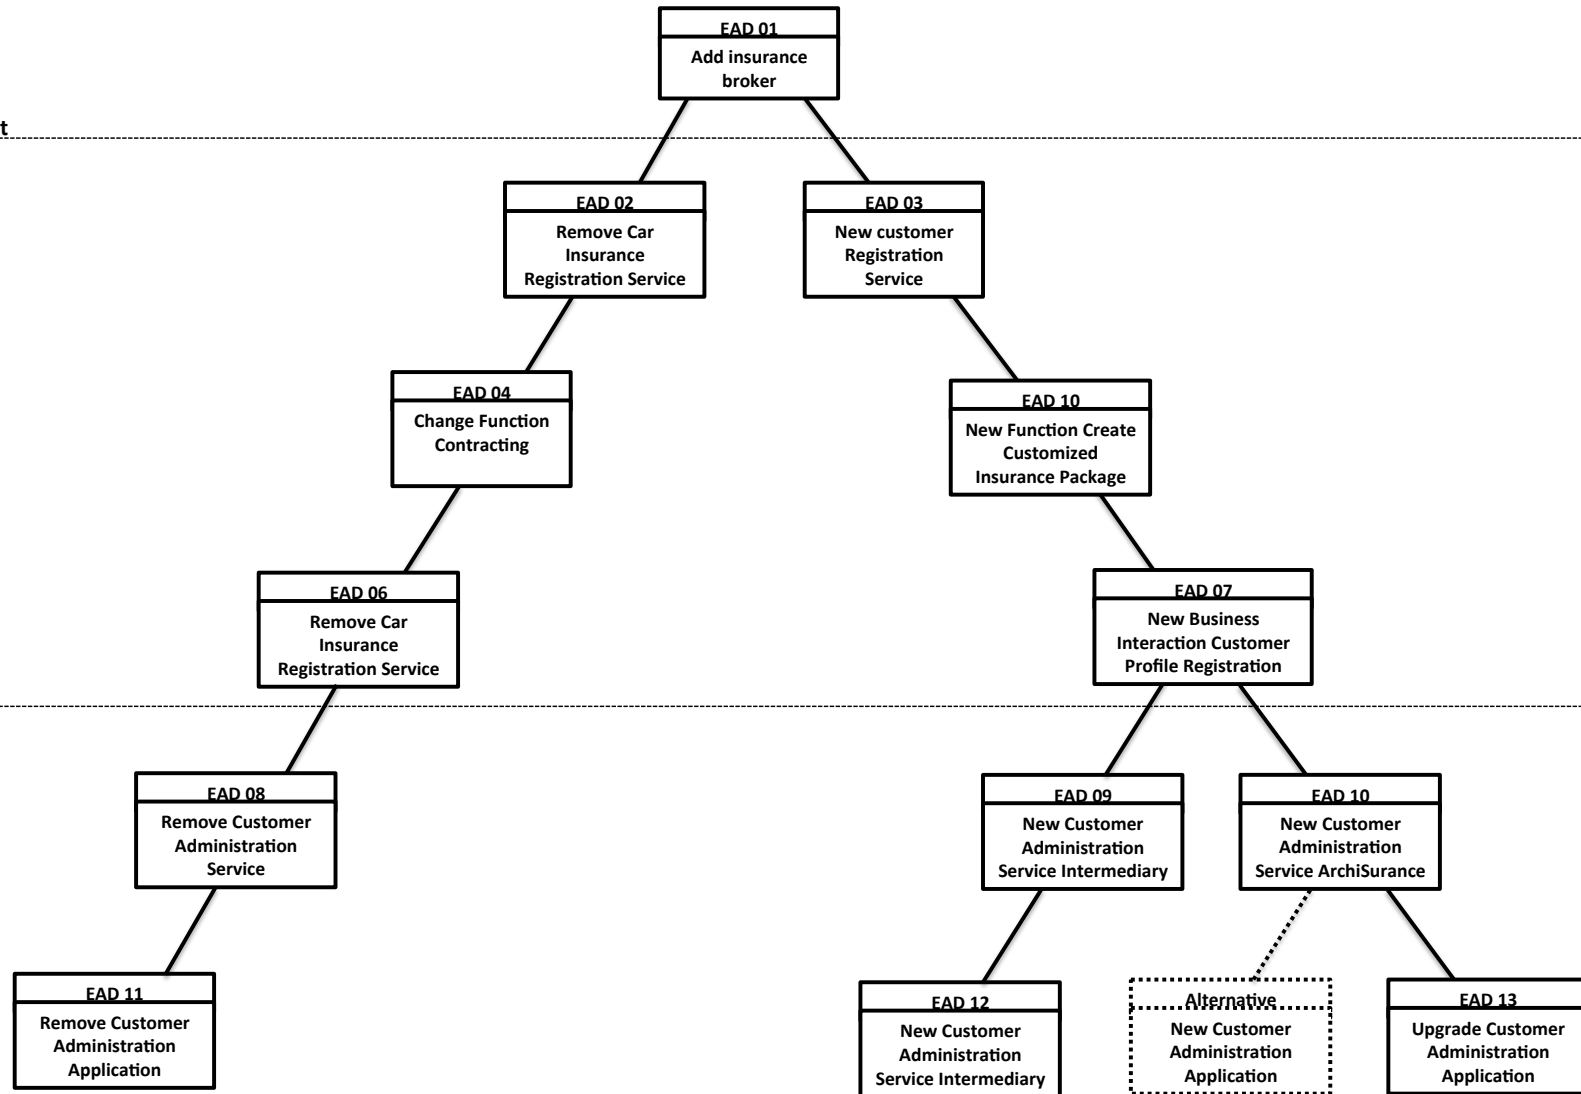 EAD 01
Add insurance
broker
t
EAD 02
Remove Car
Insurance
Registration Service
EAD 03
New customer
Registration
Service
EAD 04
Change Function
Contracting
EAD 10
New Function Create
Customized
Insurance Package
EAD 06
Remove Car
Insurance
Registration Service
EAD 07
New Business
Interaction Customer
Profile Registration
EAD 08
Remove Customer
Administration
Service
EAD 09
New Customer
Administration
Service Intermediary
EAD 10
New Customer
Administration
Service ArchiSurance
EAD 11
Remove Customer
Administration
Application
EAD 12
New Customer
Administration
Service Intermediary
Alternative
New Customer
Administration
Application
EAD 13
Upgrade Customer
Administration
Application